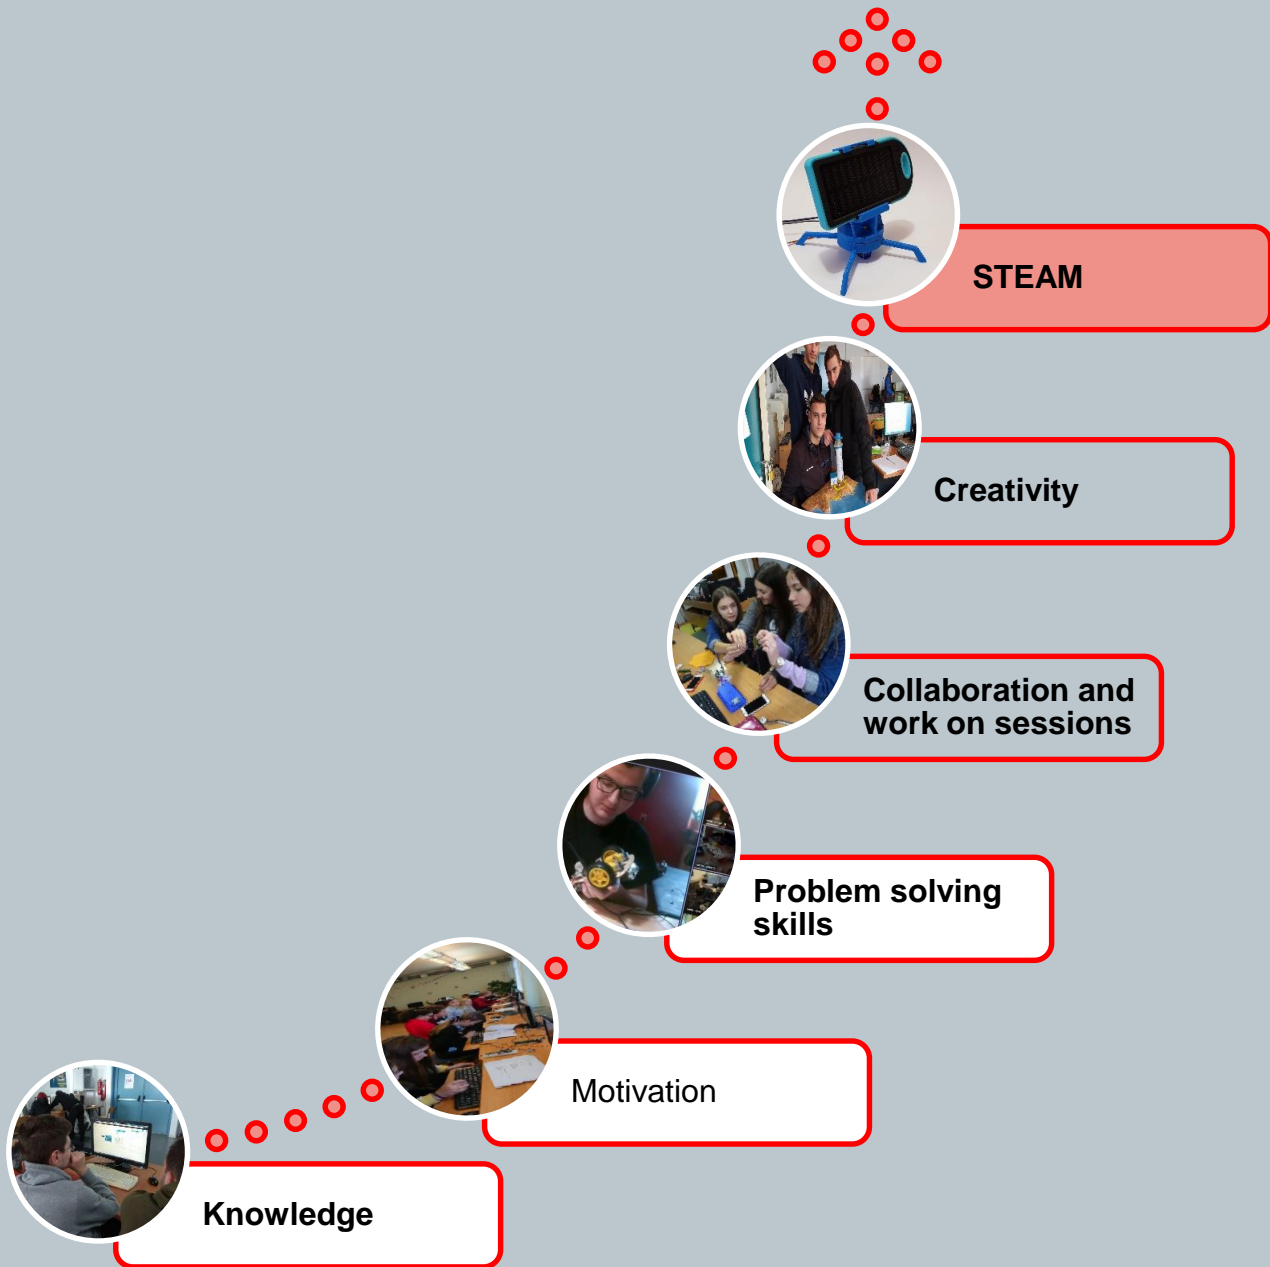 STEAM
Creativity
Collaboration and
work on sessions
Problem solving
skills
Motivation
Knowledge